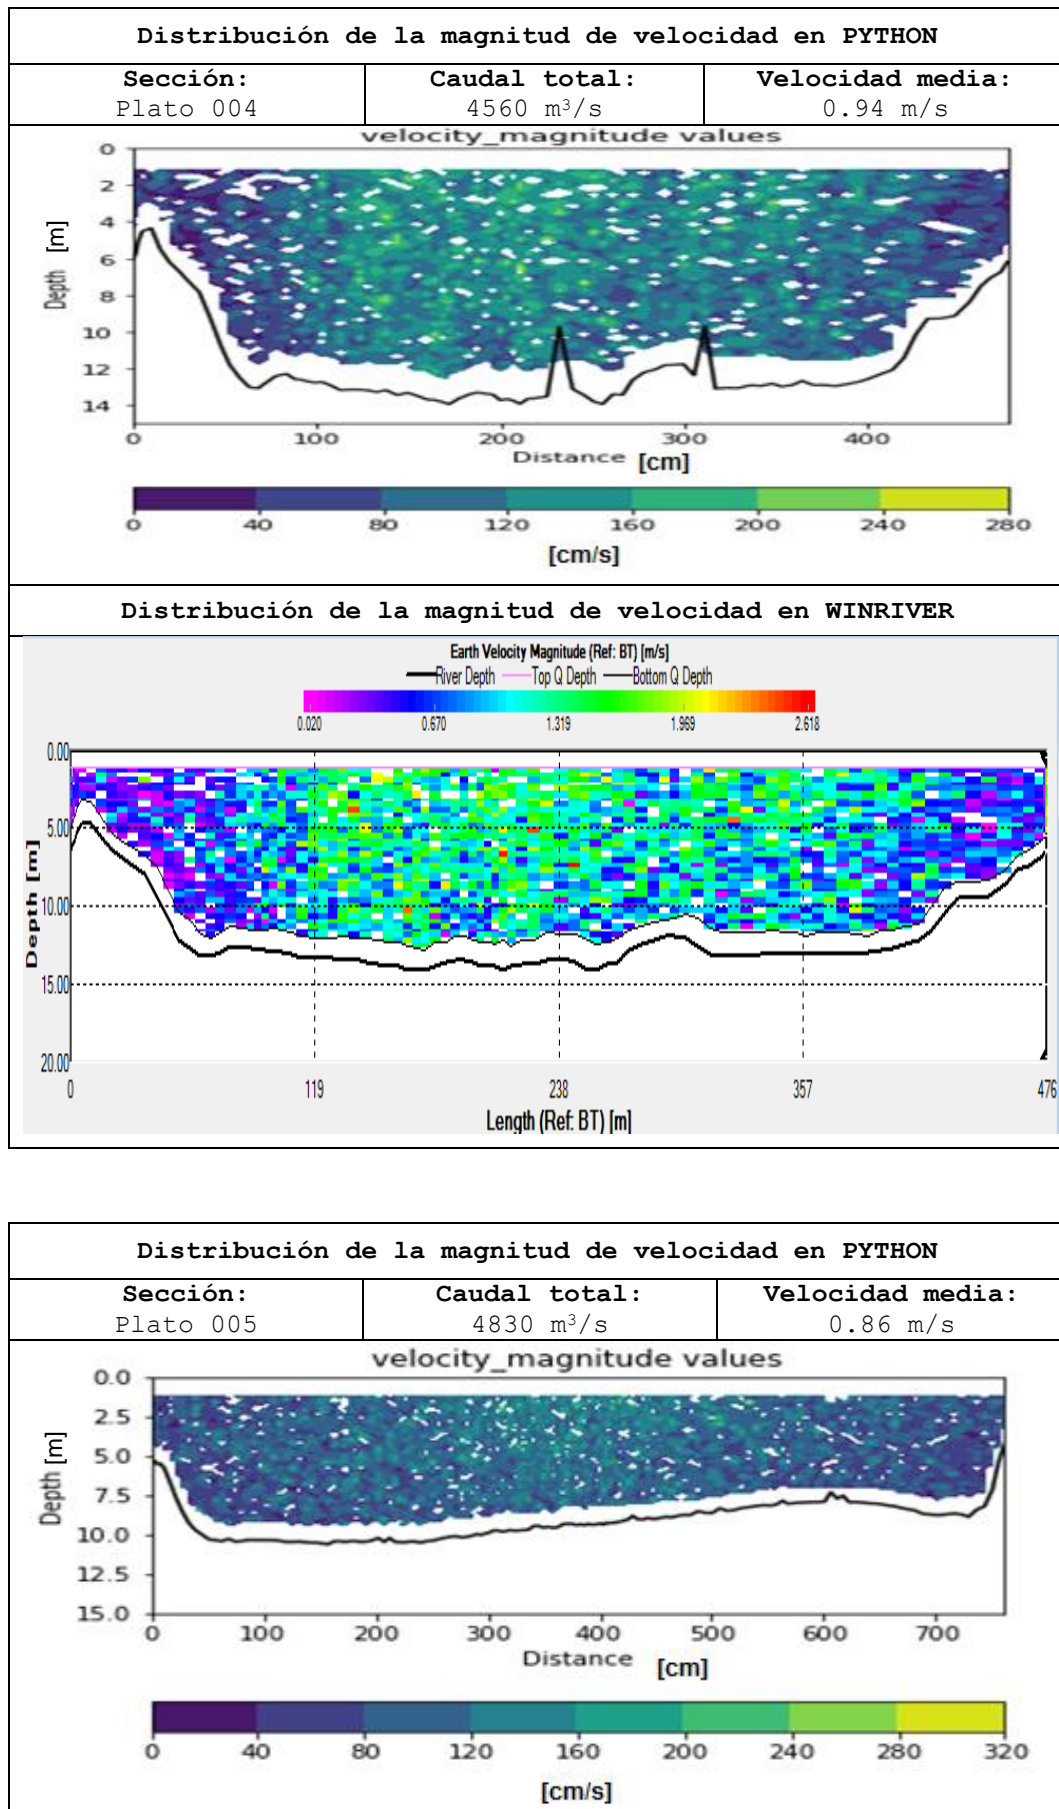 Distribución de la magnitud de velocidad en PYTHON
Sección: Caudal total: Velocidad media:
Plato 004 4560 m³/s 0.94 m/s
velocity_magnitude values
0
2
4
6
8
10
12
14
Depth [m]
0 100 200 300 400
Distance [cm]
0 40 80 120 160 200 240 280
[cm/s]
Distribución de la magnitud de velocidad en WINRIVER
Earth Velocity Magnitude (Ref: BT) [m/s]
River Depth Top Q Depth Bottom Q Depth
0.020 0.670 1.319 1.969 2.618
0.00
5.00
10.00
15.00
20.00
Depth [m]
0 119 238 357 476
Length (Ref: BT) [m]
Distribución de la magnitud de velocidad en PYTHON
Sección: Caudal total: Velocidad media:
Plato 005 4830 m³/s 0.86 m/s
velocity_magnitude values
0.0
2.5
5.0
7.5
10.0
12.5
15.0
Depth [m]
0 100 200 300 400 500 600 700
Distance [cm]
0 40 80 120 160 200 240 280 320
[cm/s]